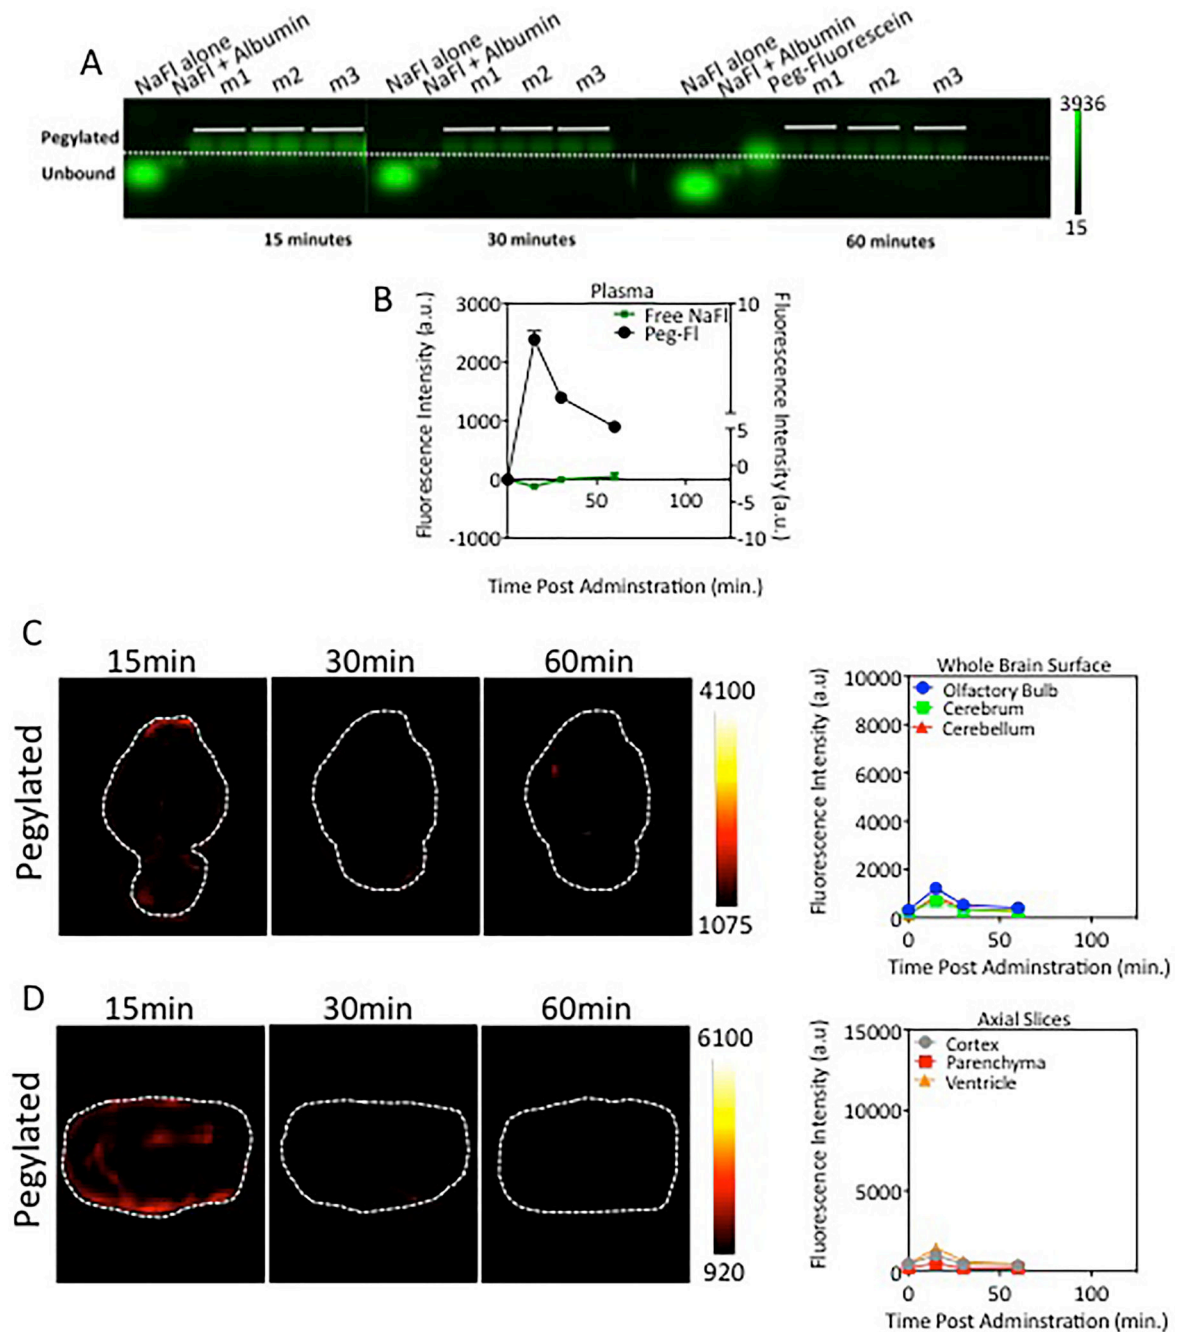 A
NaFl alone
NaFl + Albumin
m1
m2
m3
NaFl alone
NaFl + Albumin
m1
m2
m3
NaFl alone
NaFl + Albumin
Peg-Fluorescein
m1
m2
m3
3936
Pegylated
Unbound
15
15 minutes
30 minutes
60 minutes
B
Plasma
Fluorescence Intensity (a.u.)
3000
2000
1000
0
-1000
Free NaFl
Peg-Fl
10
5
0
-5
-10
Fluorescence Intensity (a.u.)
50
100
Time Post Adminstration (min.)
C
15min
30min
60min
Pegylated
4100
1075
Whole Brain Surface
Fluorescence Intensity (a.u)
10000
8000
6000
4000
2000
0
Olfactory Bulb
Cerebrum
Cerebellum
0
50
100
Time Post Adminstration (min.)
D
15min
30min
60min
Pegylated
6100
920
Axial Slices
Fluorescence Intensity (a.u)
15000
10000
5000
0
Cortex
Parenchyma
Ventricle
0
50
100
Time Post Adminstration (min.)